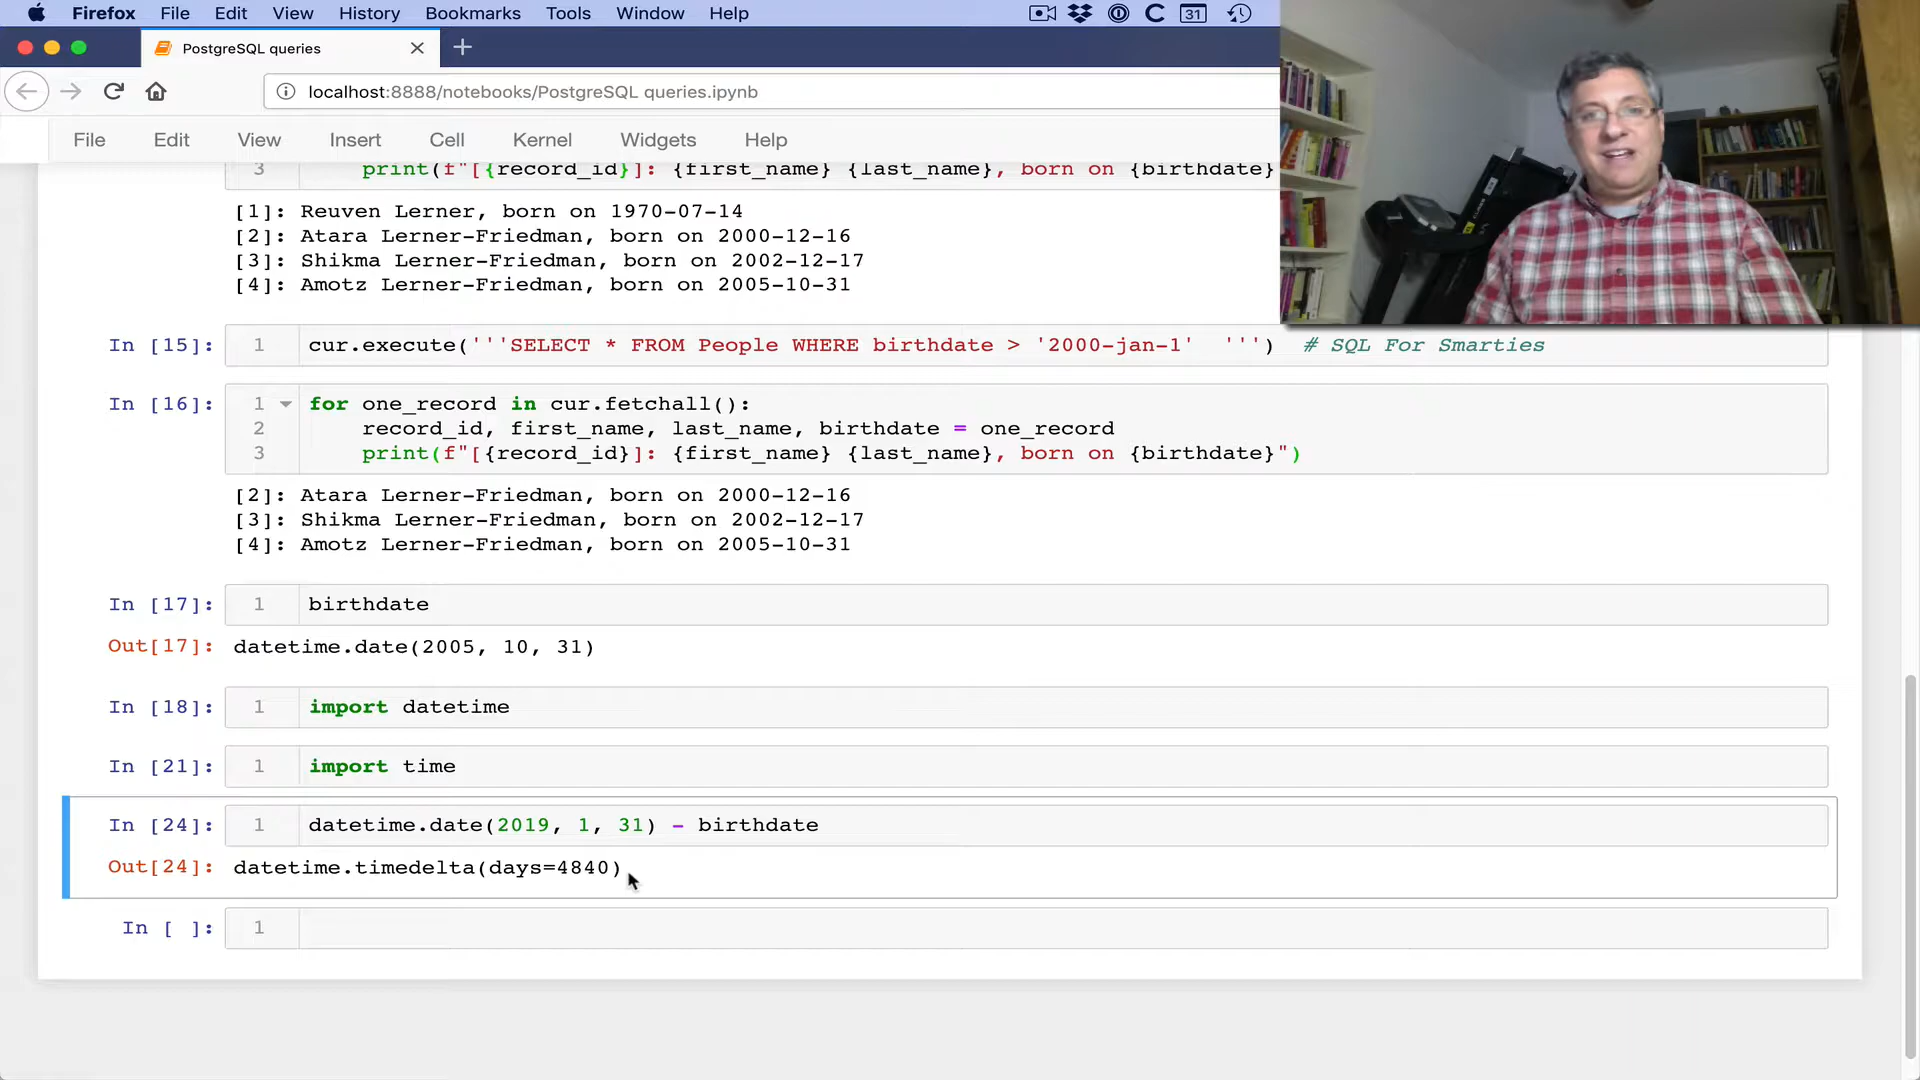 Firefox File Edit View History Bookmarks Tools Window Help
31
PostgreSQL queries
localhost:8888/notebooks/PostgreSQL queries.ipynb
File Edit View Insert Cell Kernel Widgets Help
3 print(f"[{record_id}]: {first_name} {last_name}, born on {birthdate}
[1]: Reuven Lerner, born on 1970-07-14
[2]: Atara Lerner-Friedman, born on 2000-12-16
[3]: Shikma Lerner-Friedman, born on 2002-12-17
[4]: Amotz Lerner-Friedman, born on 2005-10-31
In [15]: 1 cur.execute('''SELECT * FROM People WHERE birthdate > '2000-jan-1' ''') # SQL For Smarties
In [16]: 1 for one_record in cur.fetchall():
2 record_id, first_name, last_name, birthdate = one_record
3 print(f"[{record_id}]: {first_name} {last_name}, born on {birthdate}")
[2]: Atara Lerner-Friedman, born on 2000-12-16
[3]: Shikma Lerner-Friedman, born on 2002-12-17
[4]: Amotz Lerner-Friedman, born on 2005-10-31
In [17]: 1 birthdate
Out[17]: datetime.date(2005, 10, 31)
In [18]: 1 import datetime
In [21]: 1 import time
In [24]: 1 datetime.date(2019, 1, 31) - birthdate
Out[24]: datetime.timedelta(days=4840)
In [ ]: 1